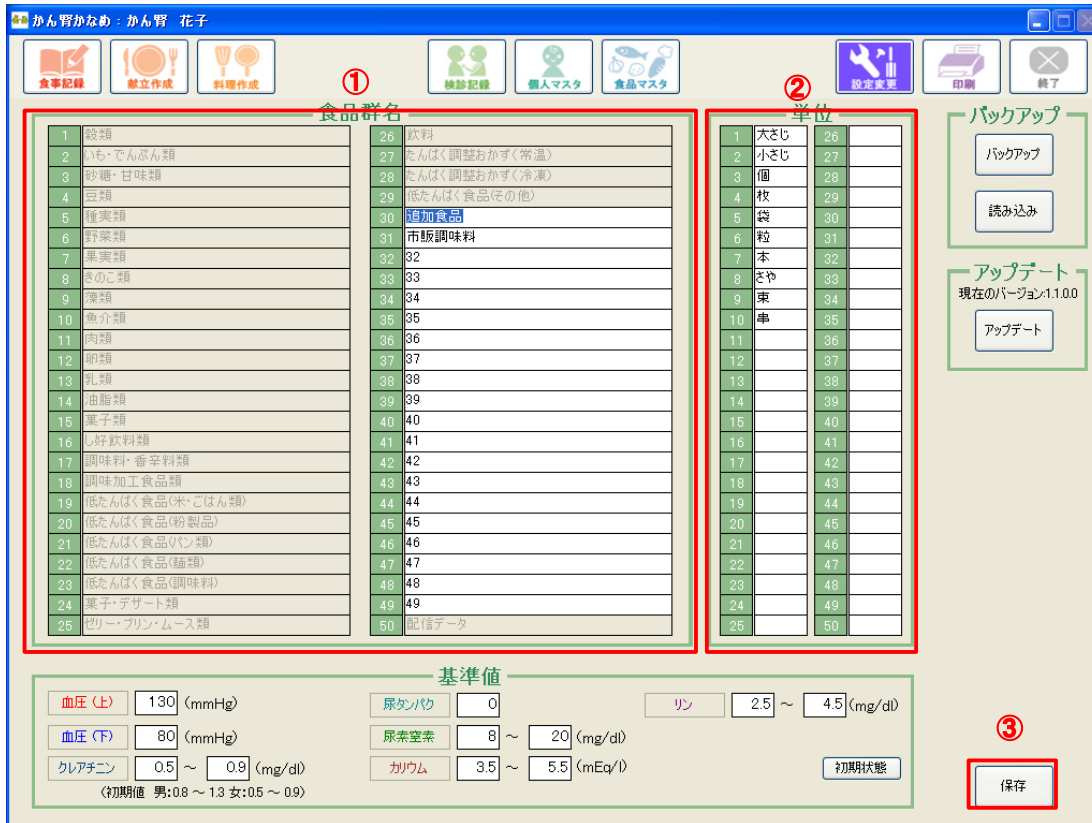 かん腎かなめ : かん腎 花子
食事記録 献立作成 料理作成 検診記録 個人マスタ 食品マスタ 設定変更 印刷 終了
① ②
食品群名 単位 バックアップ
1 穀類 26 飲料 1 大さじ 26
2 いも・でんぷん類 27 たんぱく調整おかず(常温) 2 小さじ 27 バックアップ
3 砂糖・甘味類 28 たんぱく調整おかず(冷凍) 3 個 28
4 豆類 29 低たんぱく食品(その他) 4 枚 29
5 種実類 30 追加食品 5 袋 30 読み込み
6 野菜類 31 市販調味料 6 粒 31
7 果実類 32 32 7 本 32
8 きのこ類 33 33 8 さや 33 アップデート
9 藻類 34 34 9 束 34 現在のバージョン:1.1.0.0
10 魚介類 35 35 10 串 35
11 肉類 36 36 11 36 アップデート
12 卵類 37 37 12 37
13 乳類 38 38 13 38
14 油脂類 39 39 14 39
15 菓子類 40 40 15 40
16 し好飲料類 41 41 16 41
17 調味料・香辛料類 42 42 17 42
18 調味加工食品類 43 43 18 43
19 低たんぱく食品(米・ごはん類) 44 44 19 44
20 低たんぱく食品(粉製品) 45 45 20 45
21 低たんぱく食品(パン類) 46 46 21 46
22 低たんぱく食品(麺類) 47 47 22 47
23 低たんぱく食品(調味料) 48 48 23 48
24 菓子・デザート類 49 49 24 49
25 ゼリー・プリン・ムース類 50 配信データ 25 50
基準値
血圧(上) 130 (mmHg) 尿タンパク 0 リン 2.5 ～ 4.5 (mg/dl)
血圧(下) 80 (mmHg) 尿素窒素 8 ～ 20 (mg/dl)
③
クレアチニン 0.5 ～ 0.9 (mg/dl) カリウム 3.5 ～ 5.5 (mEq/l) 初期状態
保存
(初期値 男:0.8 ～ 1.3 女:0.5 ～ 0.9)